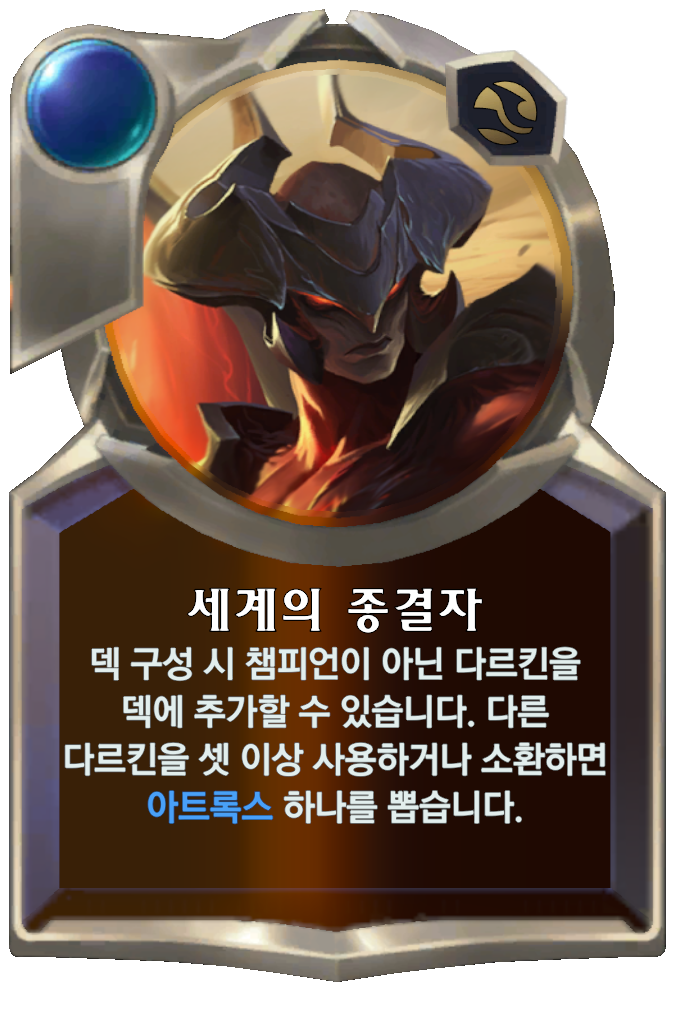 세계의 종결자
덱 구성 시 챔피언이 아닌 다르킨을
덱에 추가할 수 있습니다. 다른
다르킨을 셋 이상 사용하거나 소환하면
아트록스 하나를 뽑습니다.